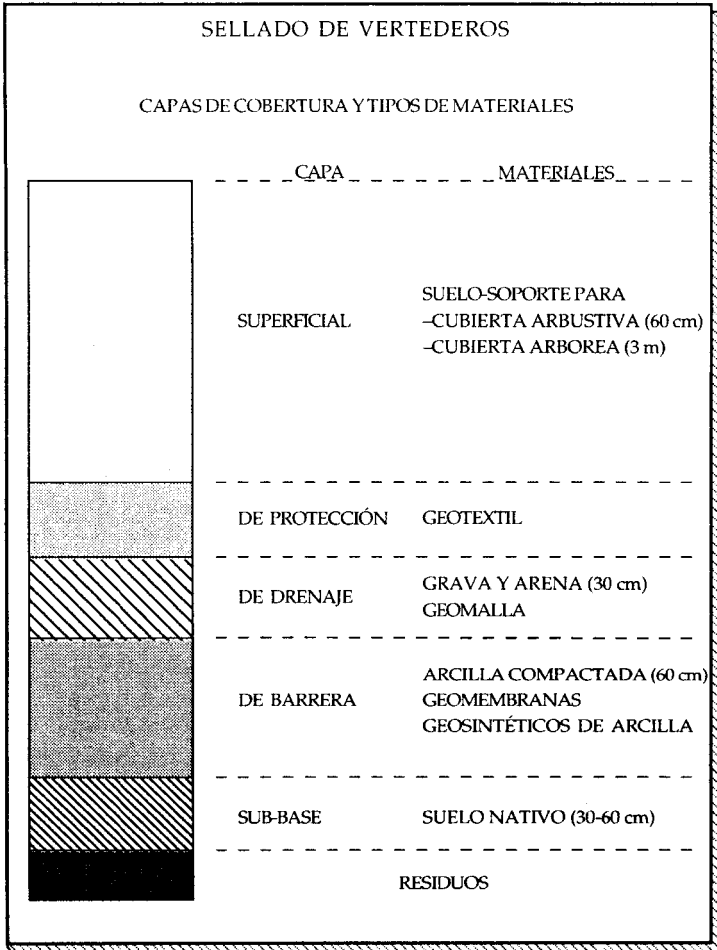 SELLADO DE VERTEDEROS
CAPAS DE COBERTURA Y TIPOS DE MATERIALES
CAPA MATERIALES
SUPERFICIAL
SUELO-SOPORTE PARA
–CUBIERTA ARBUSTIVA (60 cm)
–CUBIERTA ARBOREA (3 m)
DE PROTECCIÓN GEOTEXTIL
DE DRENAJE
GRAVA Y ARENA (30 cm)
GEOMALLA
DE BARRERA
ARCILLA COMPACTADA (60 cm)
GEOMEMBRANAS
GEOSINTÉTICOS DE ARCILLA
SUB-BASE SUELO NATIVO (30-60 cm)
RESIDUOS